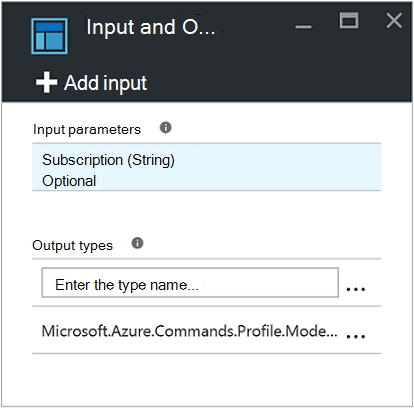 Input and O...
Add input
Input parameters
Subscription (String)
Optional
Output types
Enter the type name...
...
Microsoft.Azure.Commands.Profile.Mode...
...